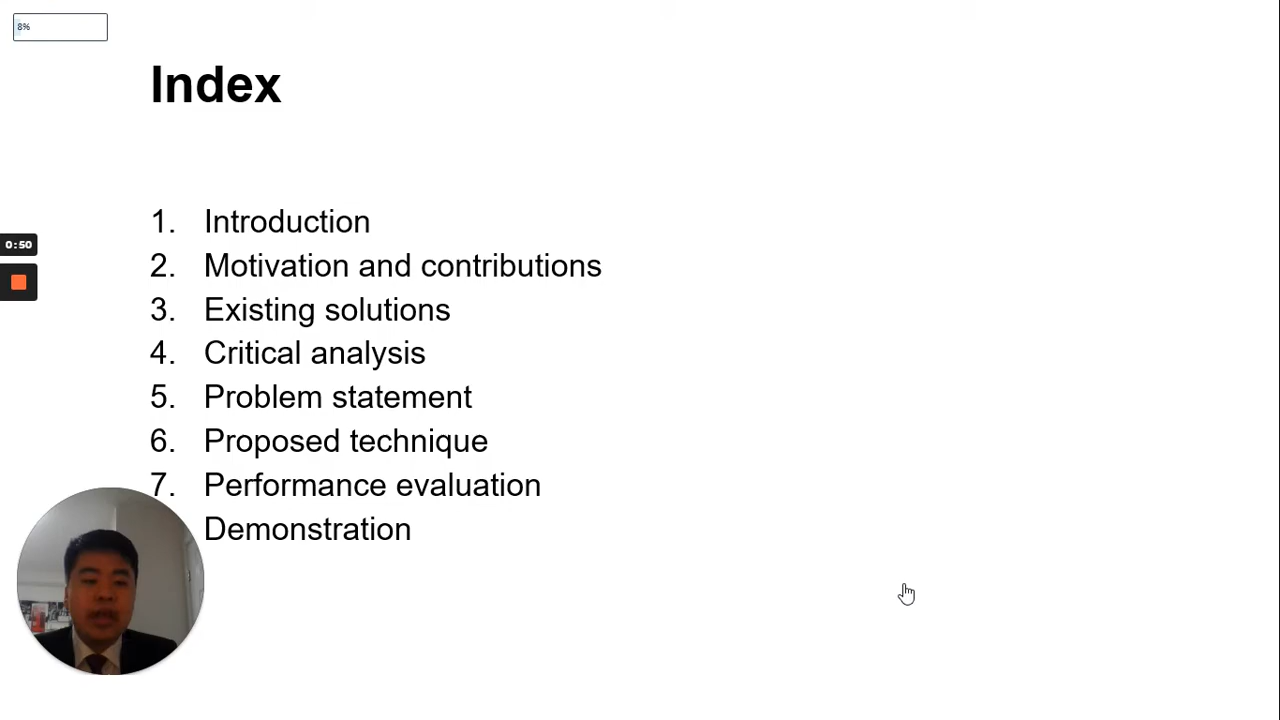 8%
Index
1. Introduction
2. Motivation and contributions
3. Existing solutions
0:50
4. Critical analysis
5. Problem statement
6. Proposed technique
7. Performance evaluation
Demonstration